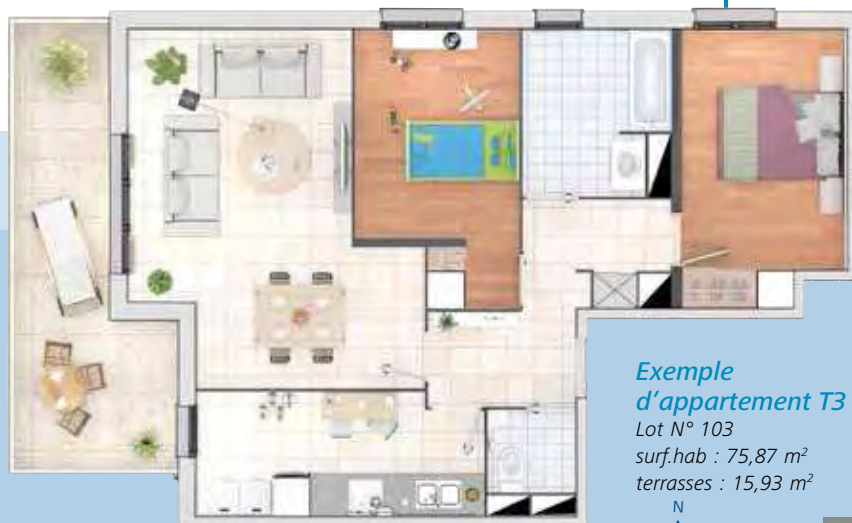 Exemple
d'appartement T3
Lot N° 103
surf.hab : 75,87 m²
terrasses : 15,93 m²
N